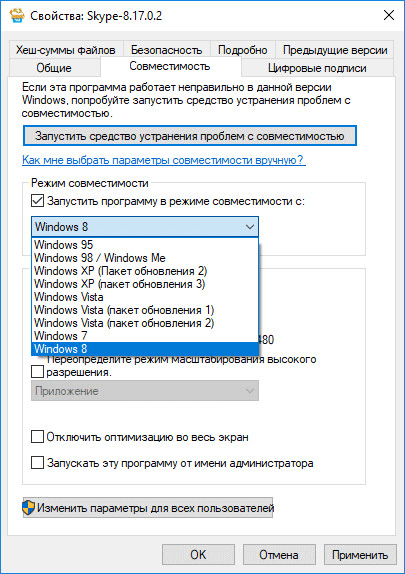 Свойства: Skype-8.17.0.2
Хеш-суммы файлов Безопасность Подробно Предыдущие версии
Общие Совместимость Цифровые подписи
Если эта программа работает неправильно в данной версии
Windows, попробуйте запустить средство устранения проблем с
совместимостью.
Запустить средство устранения проблем с совместимостью
Как мне выбрать параметры совместимости вручную?
Режим совместимости
Запустить программу в режиме совместимости с:
Windows 8
Windows 95
Windows 98 / Windows Me
Windows XP (Пакет обновления 2)
Windows XP (пакет обновления 3)
Windows Vista
Windows Vista (пакет обновления 1)
Windows Vista (пакет обновления 2)
Windows 7
480
Windows 8
Переопределите режим масштабирования высокого
разрешения.
Приложение
Отключить оптимизацию во весь экран
Запускать эту программу от имени администратора
Изменить параметры для всех пользователей
OK Отмена Применить